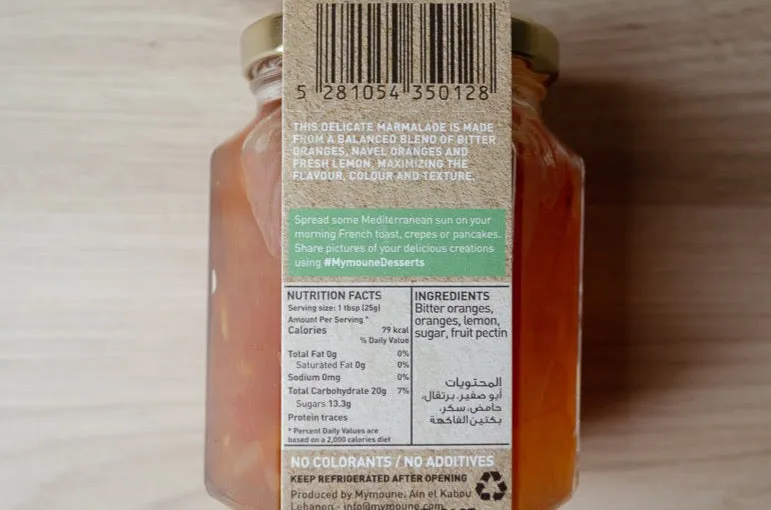 5 281054 350128
THIS DELICATE MARMALADE IS MADE
FROM A BALANCED BLEND OF BITTER
ORANGES, NAVEL ORANGES AND
FRESH LEMON, MAXIMIZING THE
FLAVOUR, COLOUR AND TEXTURE.
Spread some Mediterranean sun on your
morning French toast, crepes or pancakes.
Share pictures of your delicious creations
using #MymouneDesserts
NUTRITION FACTS
Serving size: 1 tbsp (25g)
Amount Per Serving *
Calories 79 kcal
% Daily Value
Total Fat 0g 0%
Saturated Fat 0g 0%
Sodium 0mg 0%
Total Carbohydrate 20g 7%
Sugars 13.3g
Protein traces
* Percent Daily Values are
based on a 2,000 calories diet
INGREDIENTS
Bitter oranges,
oranges, lemon,
sugar, fruit pectin
المحتويات
أبو صفير، برتقال،
حامض، سكر،
بكتين الفاكهة
NO COLORANTS / NO ADDITIVES
KEEP REFRIGERATED AFTER OPENING
Produced by Mymoune, Ain el Kabou
Lebanon - info@mymoune.com